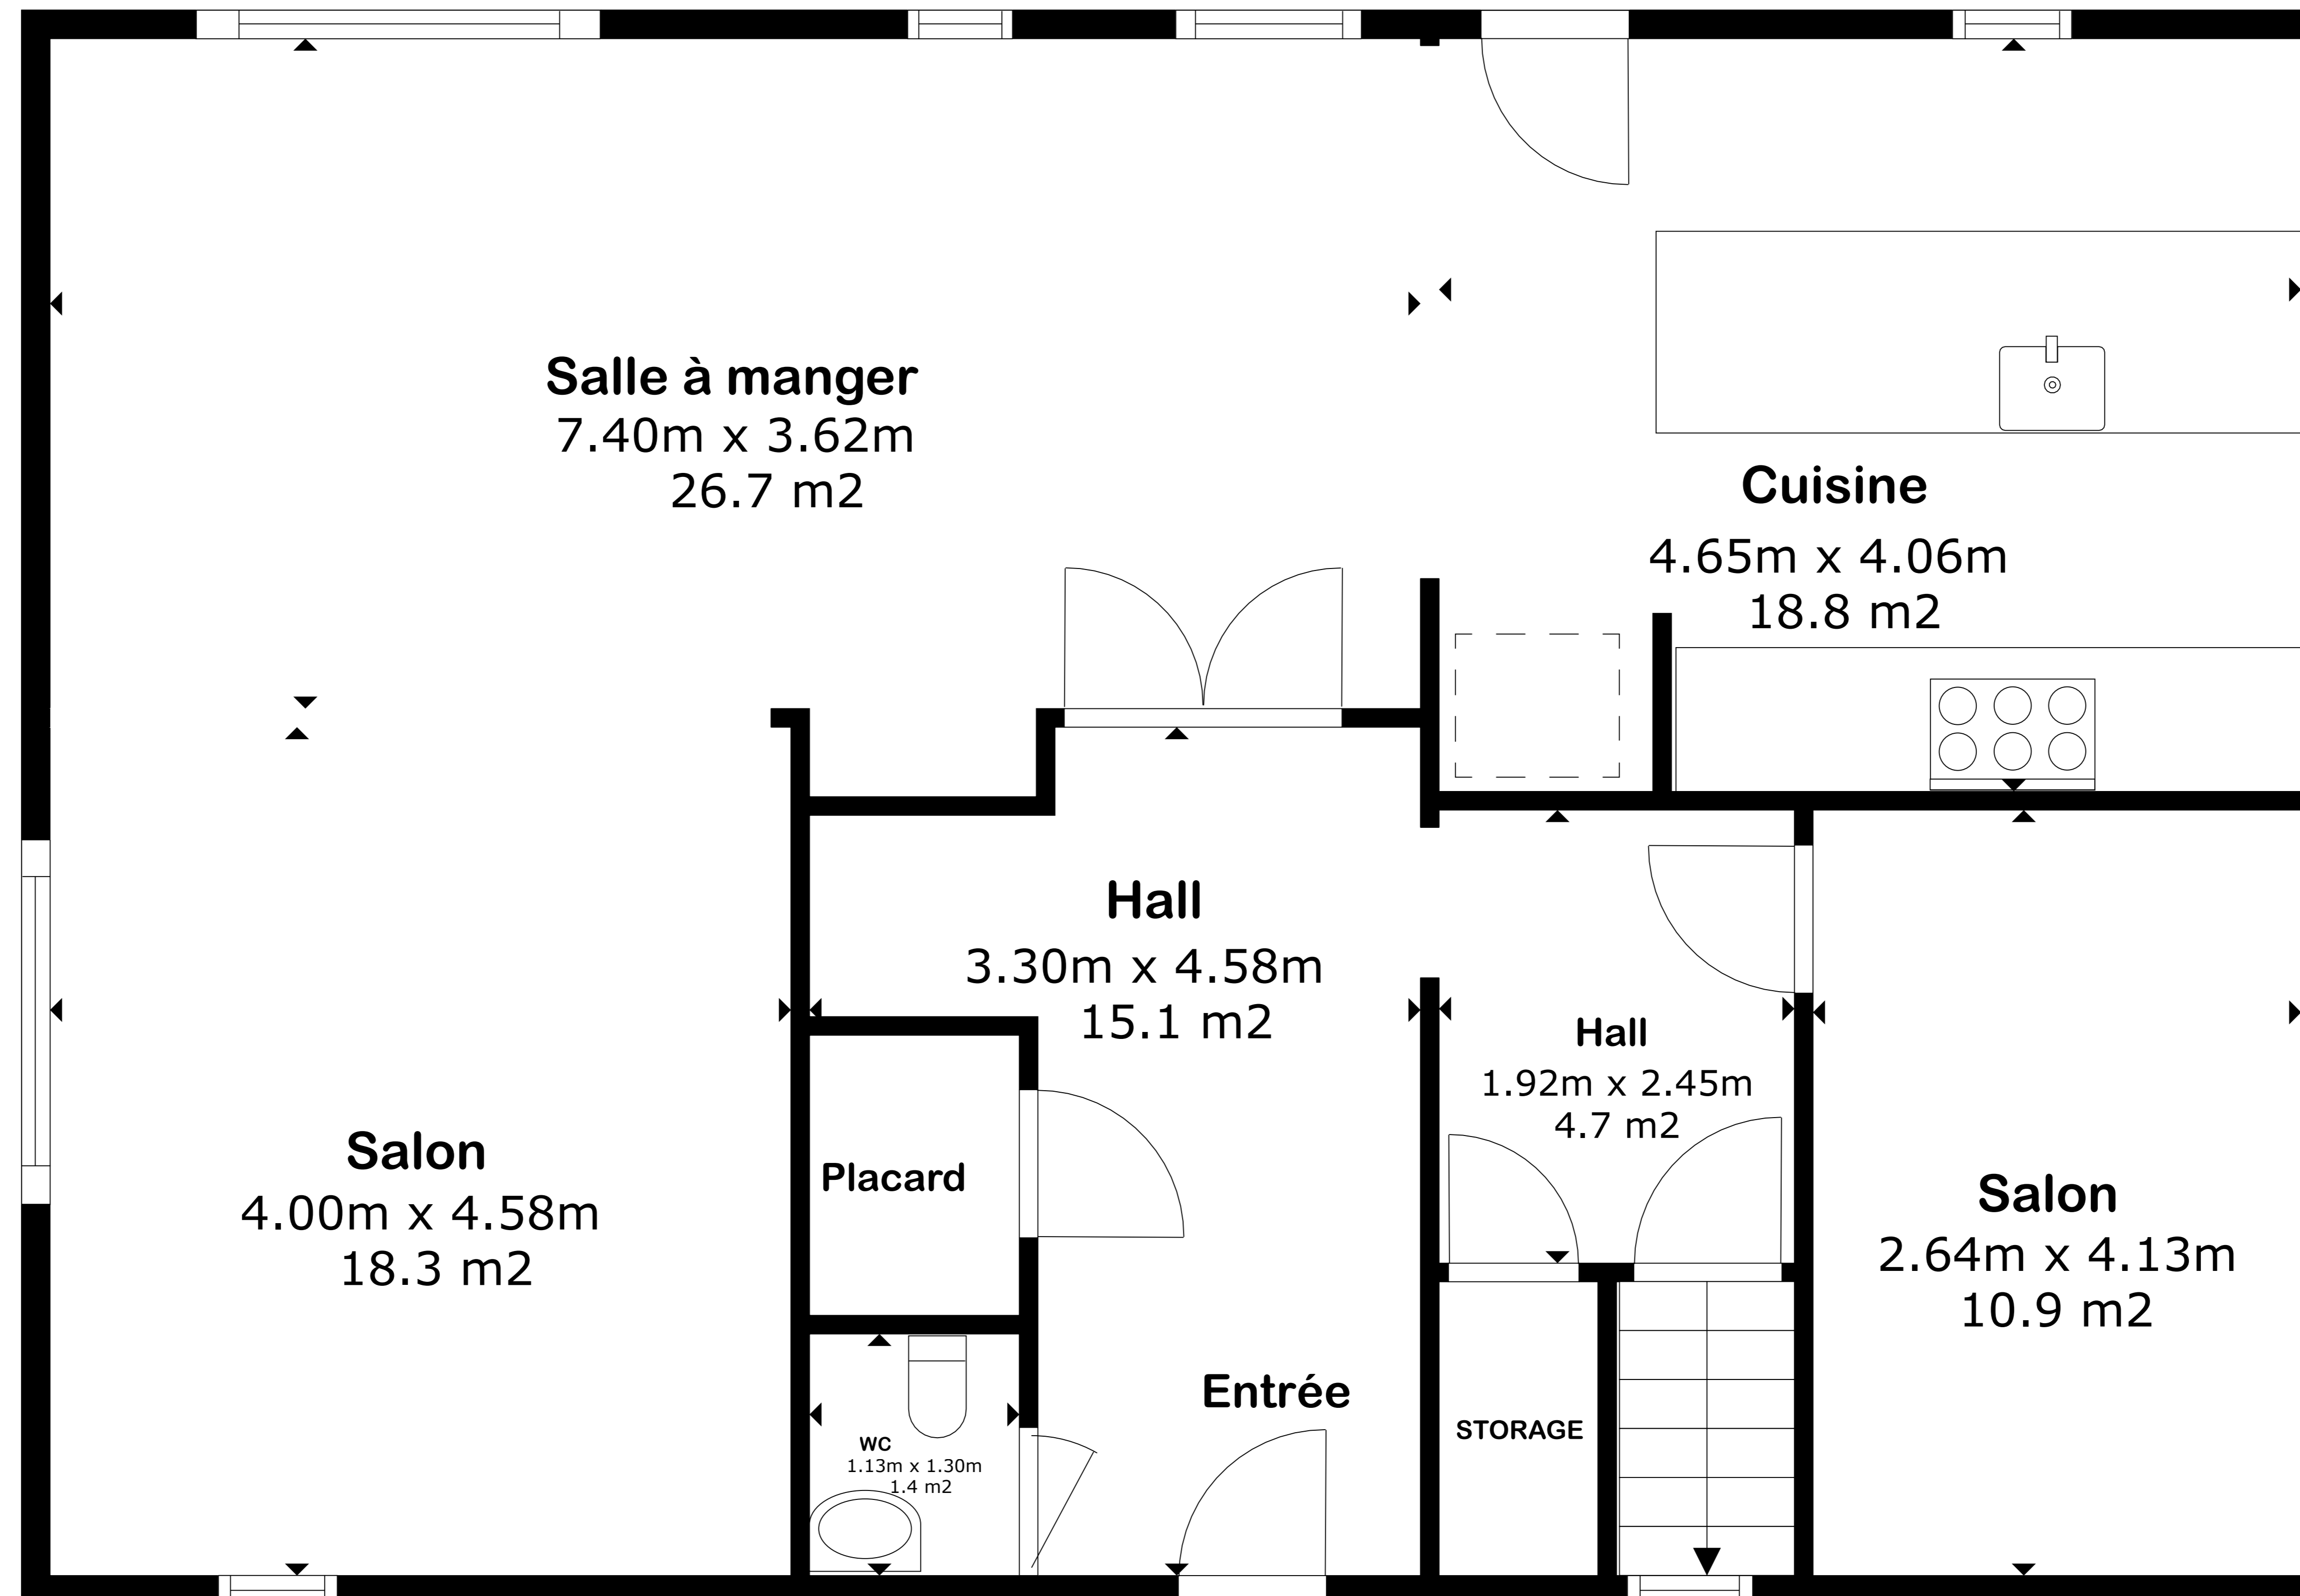 Salle à manger
7.40m x 3.62m
26.7 m2
Cuisine
4.65m x 4.06m
18.8 m2
Hall
3.30m x 4.58m
15.1 m2
Hall
1.92m x 2.45m
4.7 m2
Salon
4.00m x 4.58m
18.3 m2
Placard
Salon
2.64m x 4.13m
10.9 m2
Entrée
STORAGE
WC
1.13m x 1.30m
1.4 m2